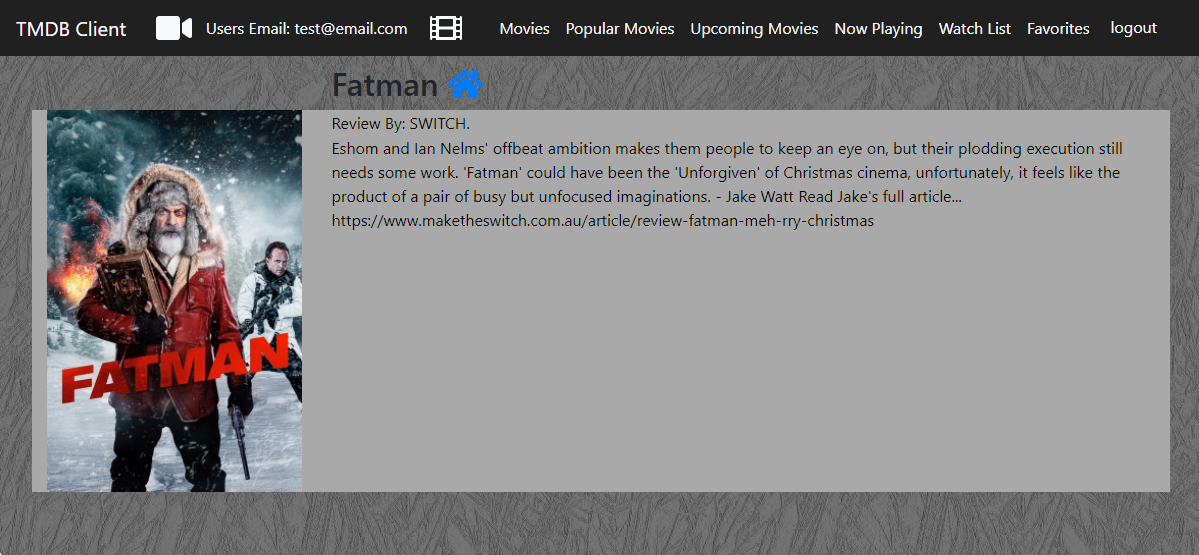 TMDB Client Users Email: test@email.com Movies Popular Movies Upcoming Movies Now Playing Watch List Favorites logout
Fatman
Review By: SWITCH.
Eshom and Ian Nelms' offbeat ambition makes them people to keep an eye on, but their plodding execution still
needs some work. 'Fatman' could have been the 'Unforgiven' of Christmas cinema, unfortunately, it feels like the
product of a pair of busy but unfocused imaginations. - Jake Watt Read Jake's full article...
https://www.maketheswitch.com.au/article/review-fatman-meh-rry-christmas
FATMAN